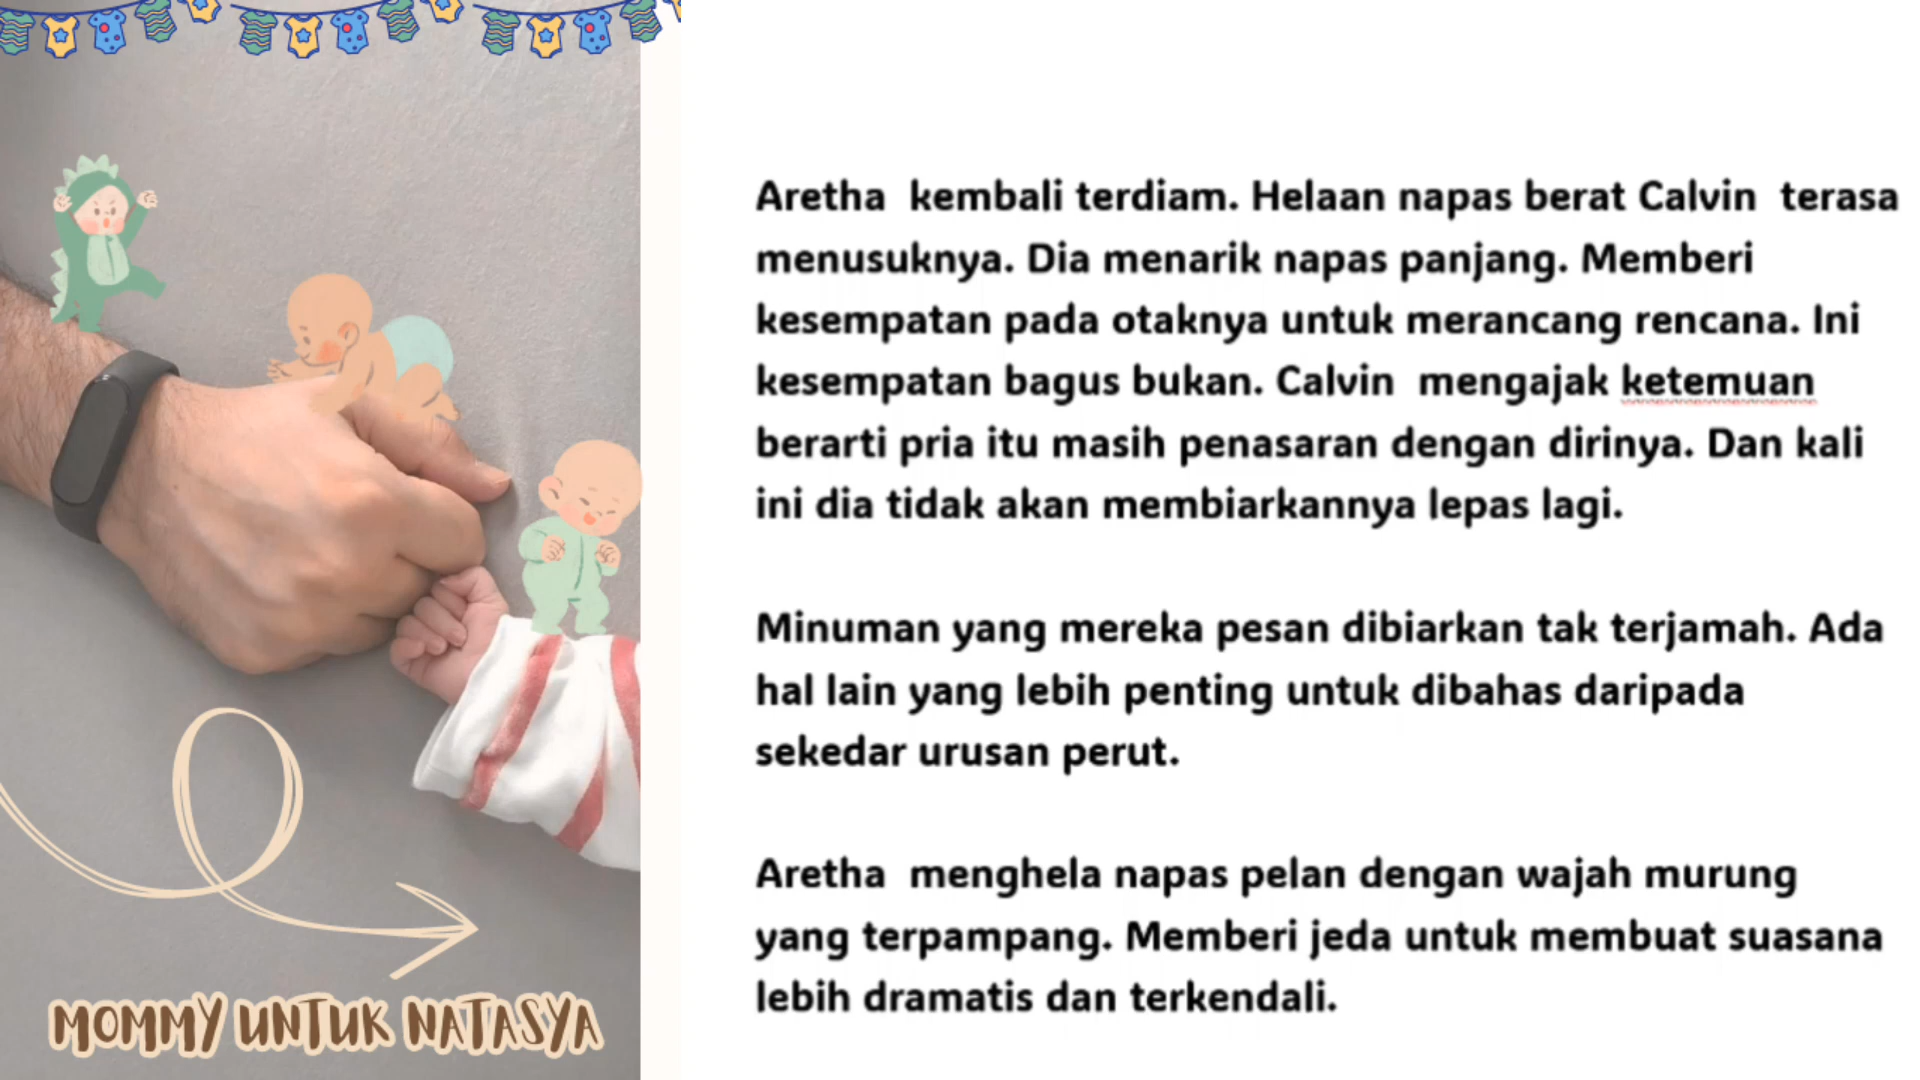 Aretha kembali terdiam. Helaan napas berat Calvin terasa
menusuknya. Dia menarik napas panjang. Memberi
kesempatan pada otaknya untuk merancang rencana. Ini
kesempatan bagus bukan. Calvin mengajak ketemuan
berarti pria itu masih penasaran dengan dirinya. Dan kali
ini dia tidak akan membiarkannya lepas lagi.
Minuman yang mereka pesan dibiarkan tak terjamah. Ada
hal lain yang lebih penting untuk dibahas daripada
sekedar urusan perut.
Aretha menghela napas pelan dengan wajah murung
yang terpampang. Memberi jeda untuk membuat suasana
lebih dramatis dan terkendali.
MOMMY UNTUK NATASYA